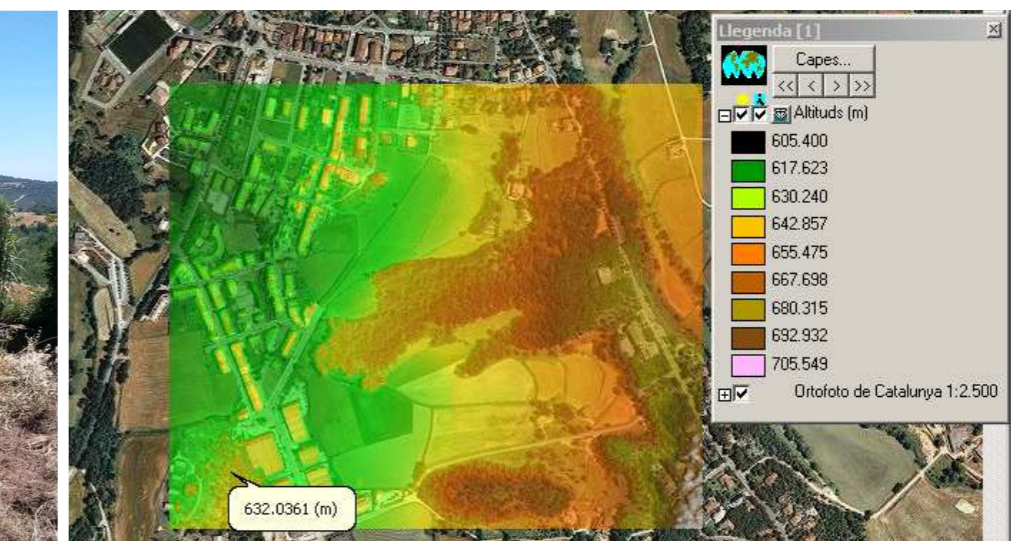 Llegenda [1]
Capes...
<< < > >>
Altituds (m)
605.400
617.623
630.240
642.857
655.475
667.698
680.315
692.932
705.549
Ortofoto de Catalunya 1:2.500
632.0361 (m)